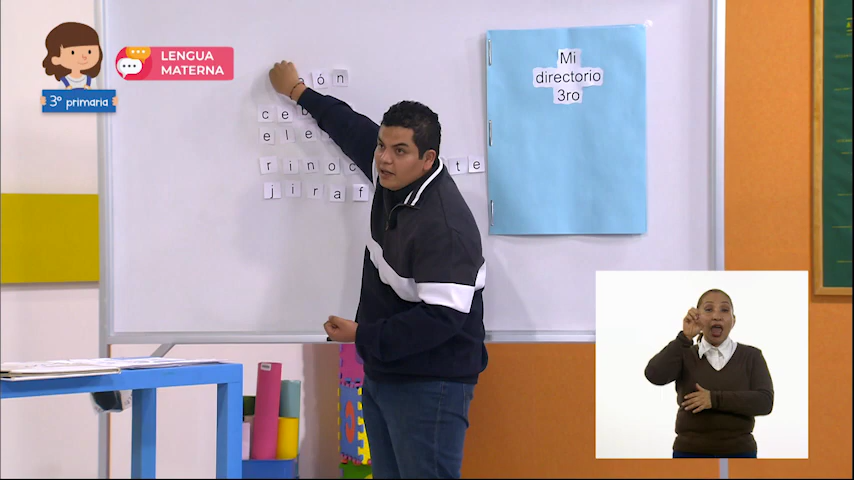 LENGUA
MATERNA
3° primaria
Mi
directorio
3ro
ó n
c e
e l e
r i n o c t e
j i r a f